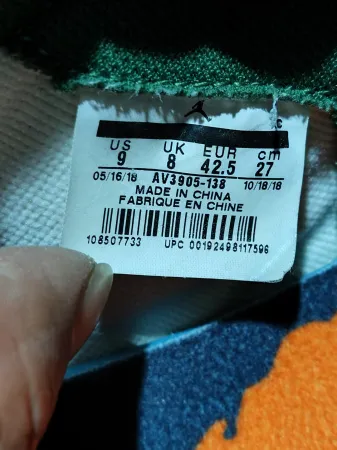 C
US UK EUR cm
9 8 42.5 27
05/16/18 AV3905-138 10/18/18
MADE IN CHINA
FABRIQUE EN CHINE
108507733 UPC 00192498117596